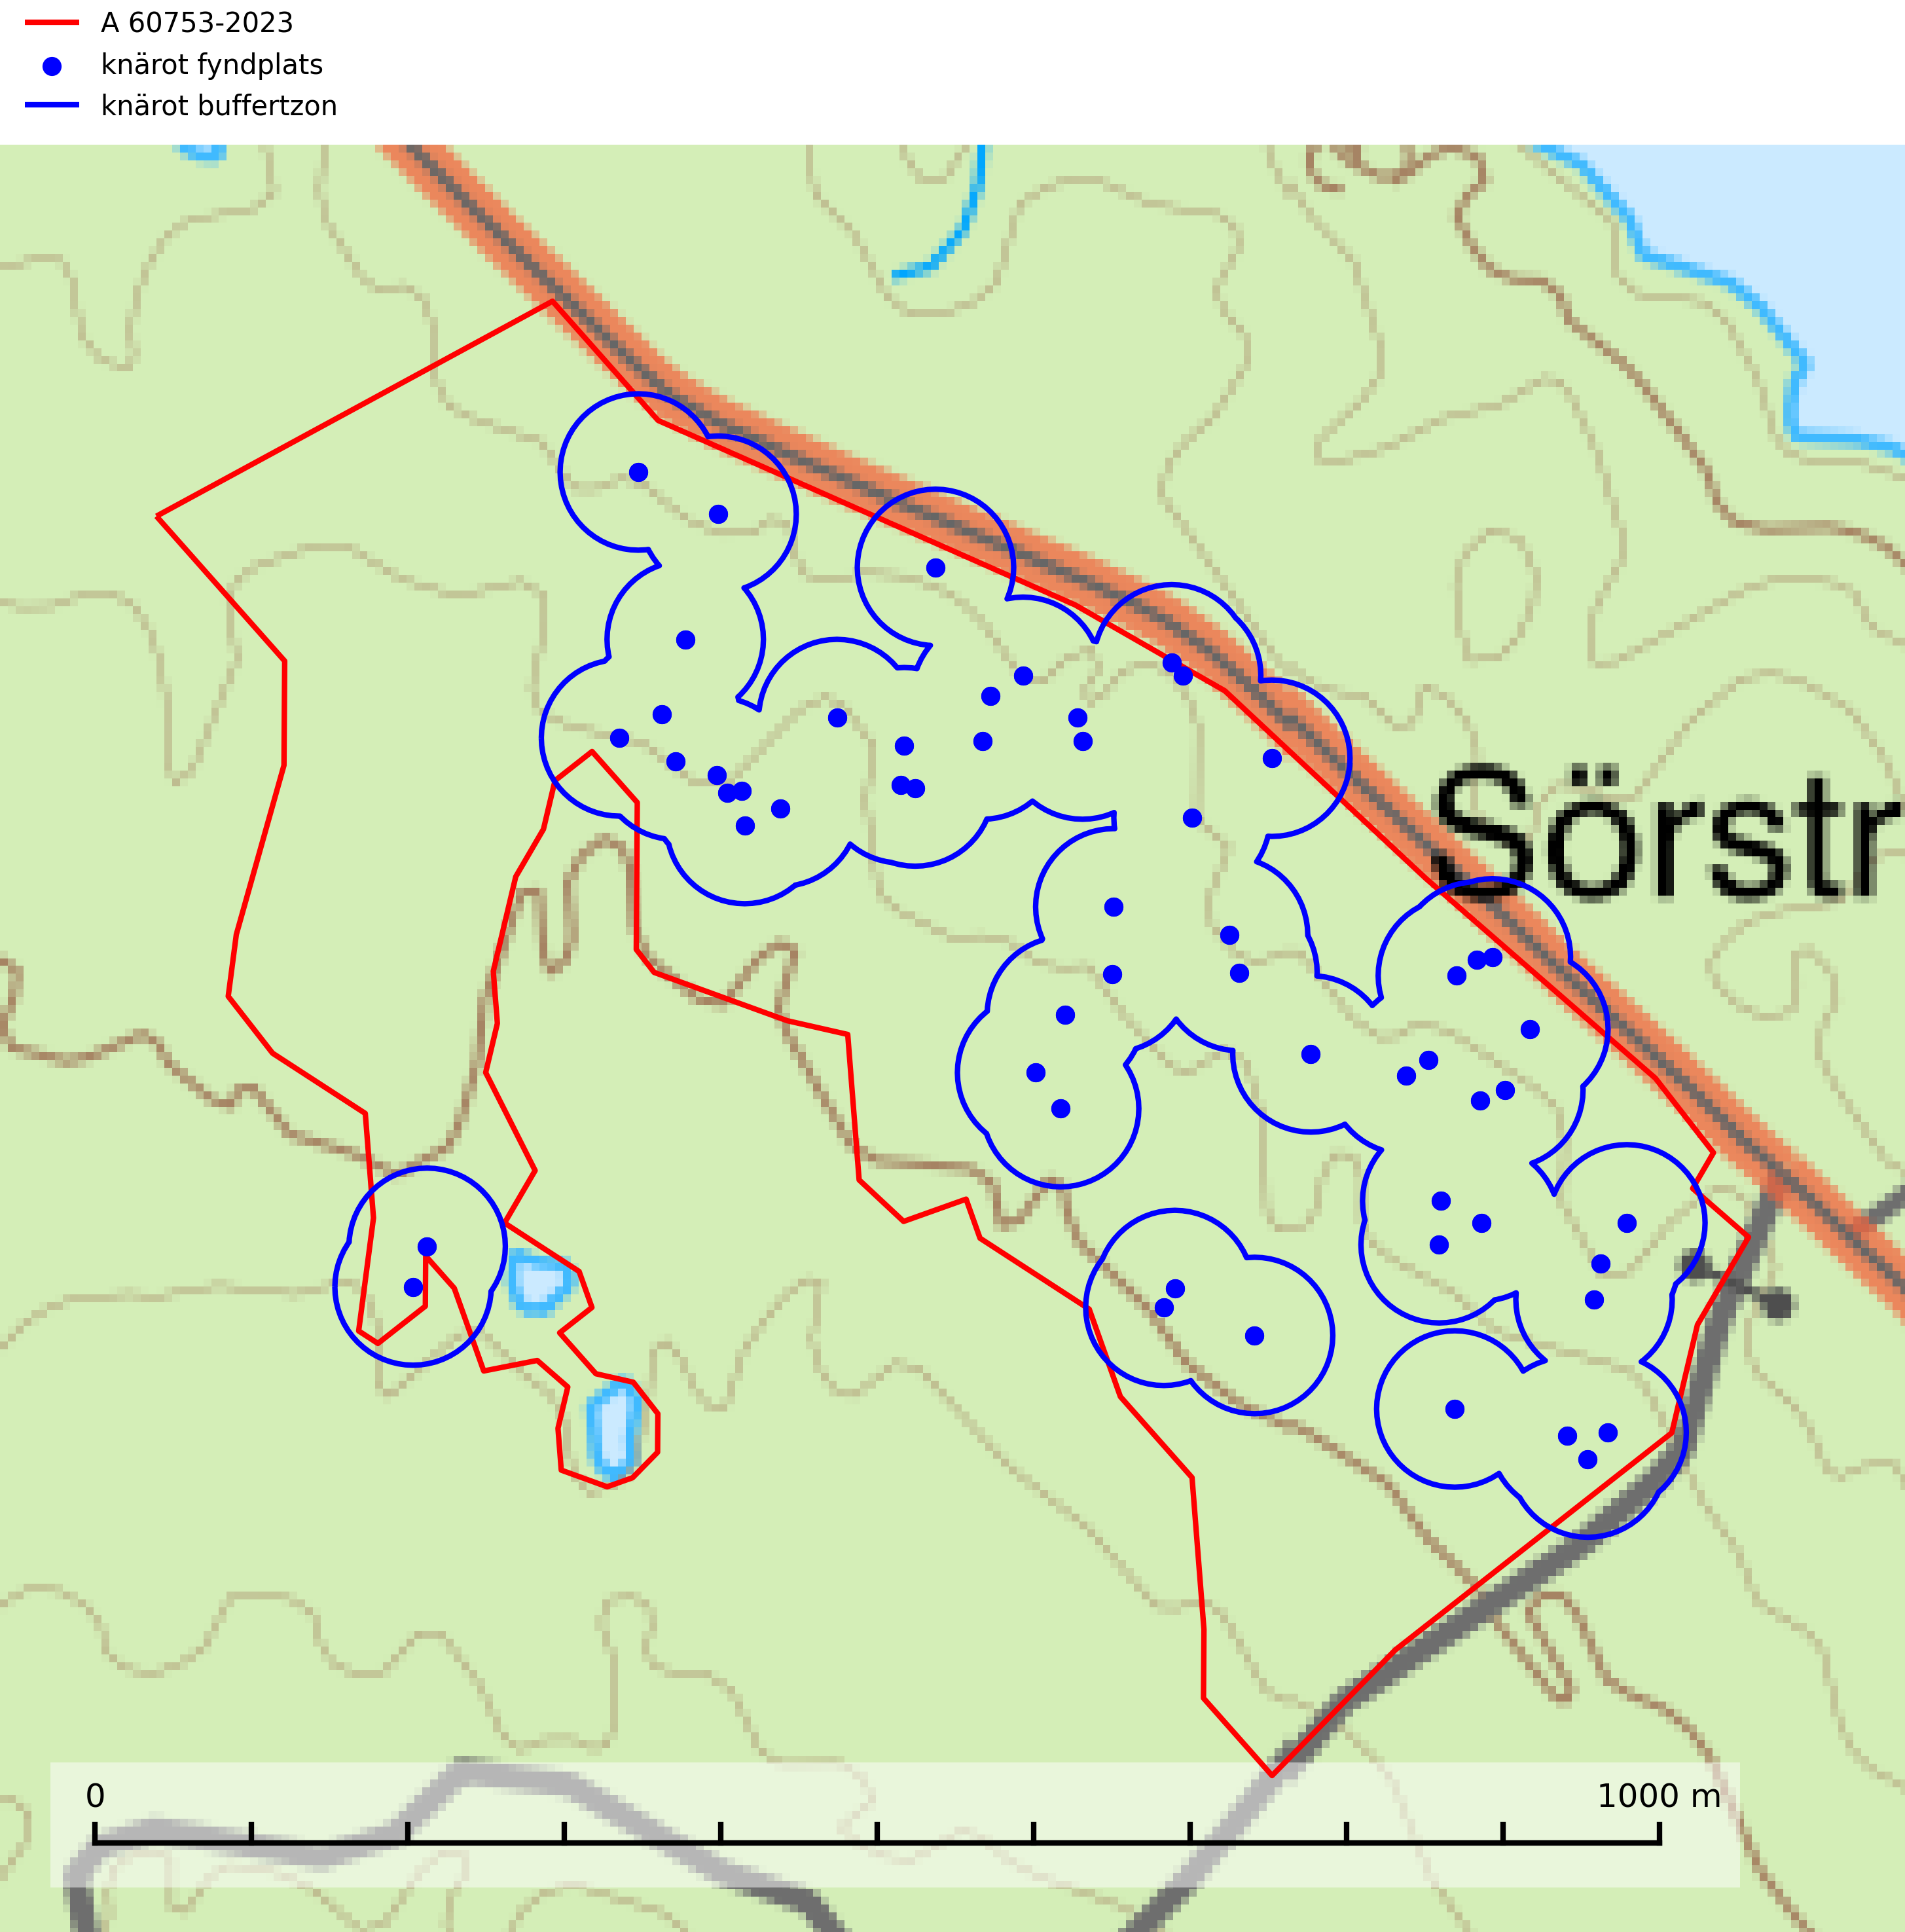 A 60753-2023
knärot fyndplats
knärot buffertzon
Sörstr
0 1000 m